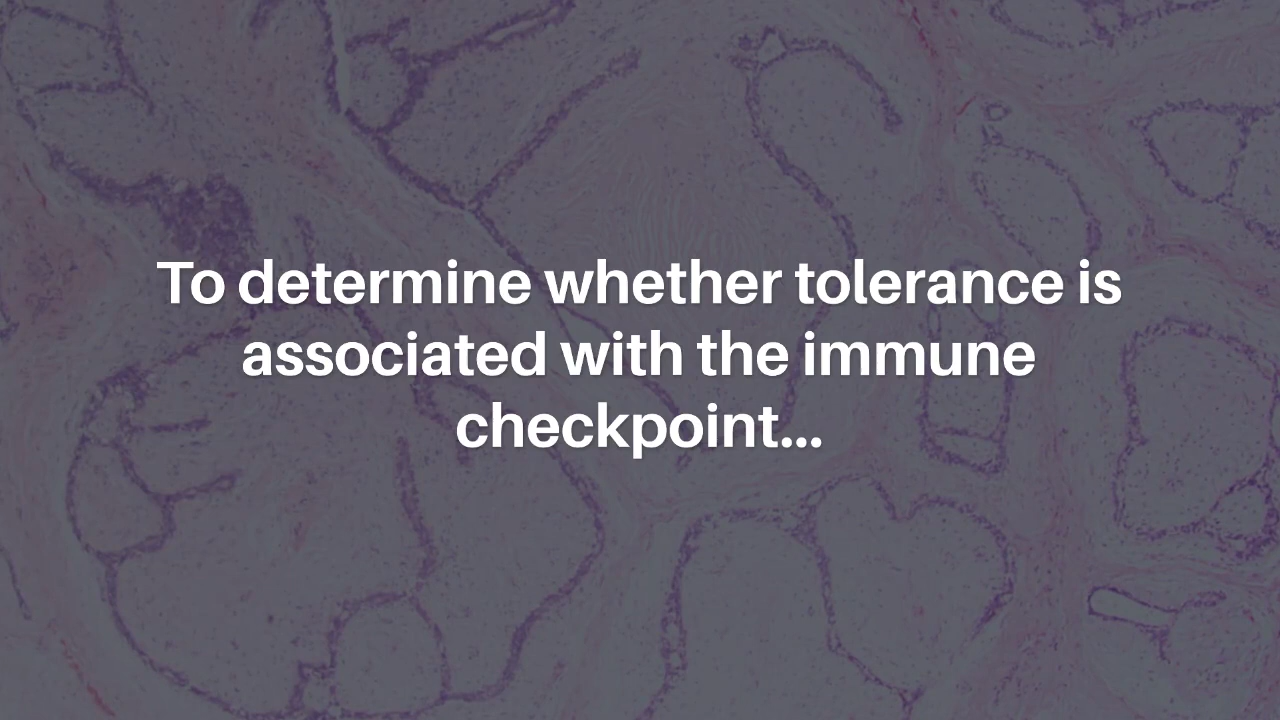 To determine whether tolerance is
associated with the immune
checkpoint...